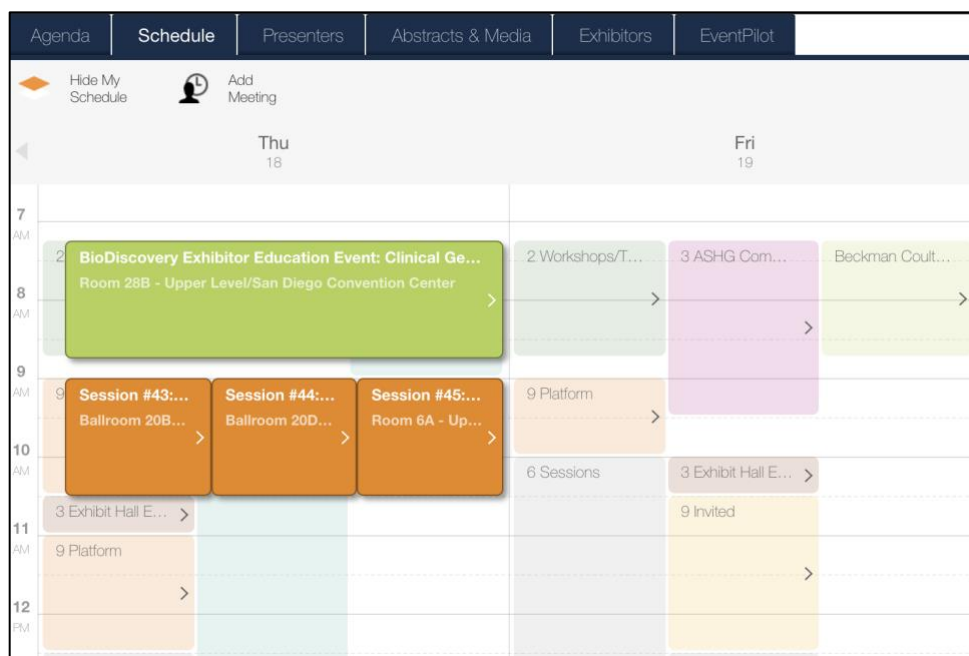 Agenda
Schedule
Presenters
Abstracts & Media
Exhibitors
EventPilot
Hide My
Schedule
Add
Meeting
Thu
18
Fri
19
7
AM
2
BioDiscovery Exhibitor Education Event: Clinical Ge...
Room 28B - Upper Level/San Diego Convention Center
2 Workshops/T...
3 ASHG Com...
Beckman Coult...
8
AM
9
AM
9
Session #43:...
Ballroom 20B...
Session #44:...
Ballroom 20D...
Session #45:...
Room 6A - Up...
9 Platform
10
AM
6 Sessions
3 Exhibit Hall E...
3 Exhibit Hall E...
9 Invited
11
AM
9 Platform
12
PM